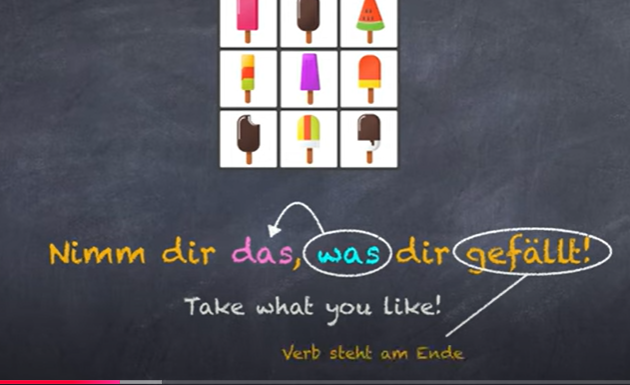 Nimm dir das, was dir gefällt!
Take what you like!
Verb steht am Ende